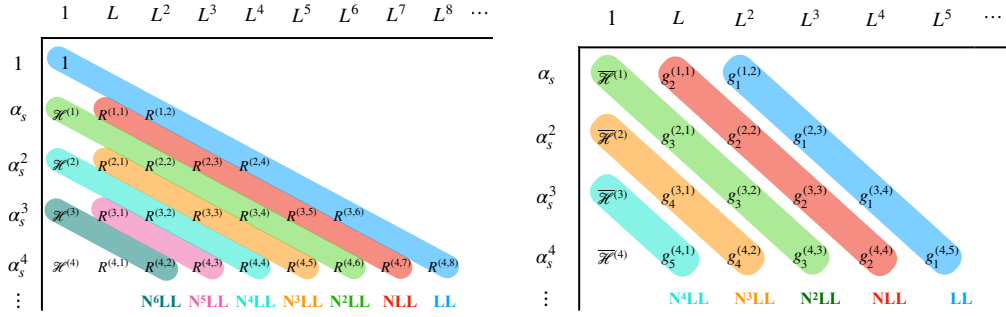 1 L L² L³ L⁴ L⁵ L⁶ L⁷ L⁸ ⋯
1 1
αₛ ℋ⁽¹⁾ R⁽¹,¹⁾ R⁽¹,²⁾
αₛ² ℋ⁽²⁾ R⁽²,¹⁾ R⁽²,²⁾ R⁽²,³⁾ R⁽²,⁴⁾
αₛ³ ℋ⁽³⁾ R⁽³,¹⁾ R⁽³,²⁾ R⁽³,³⁾ R⁽³,⁴⁾ R⁽³,⁵⁾ R⁽³,⁶⁾
αₛ⁴ ℋ⁽⁴⁾ R⁽⁴,¹⁾ R⁽⁴,²⁾ R⁽⁴,³⁾ R⁽⁴,⁴⁾ R⁽⁴,⁵⁾ R⁽⁴,⁶⁾ R⁽⁴,⁷⁾ R⁽⁴,⁸⁾
⋮ N⁶LL N⁵LL N⁴LL N³LL N²LL NLL LL
1 L L² L³ L⁴ L⁵ ⋯
αₛ ℋ̅⁽¹⁾ g₂⁽¹,¹⁾ g₁⁽¹,²⁾
αₛ² ℋ̅⁽²⁾ g₃⁽²,¹⁾ g₂⁽²,²⁾ g₁⁽²,³⁾
αₛ³ ℋ̅⁽³⁾ g₄⁽³,¹⁾ g₃⁽³,²⁾ g₂⁽³,³⁾ g₁⁽³,⁴⁾
αₛ⁴ ℋ̅⁽⁴⁾ g₅⁽⁴,¹⁾ g₄⁽⁴,²⁾ g₃⁽⁴,³⁾ g₂⁽⁴,⁴⁾ g₁⁽⁴,⁵⁾
⋮ N⁴LL N³LL N²LL NLL LL